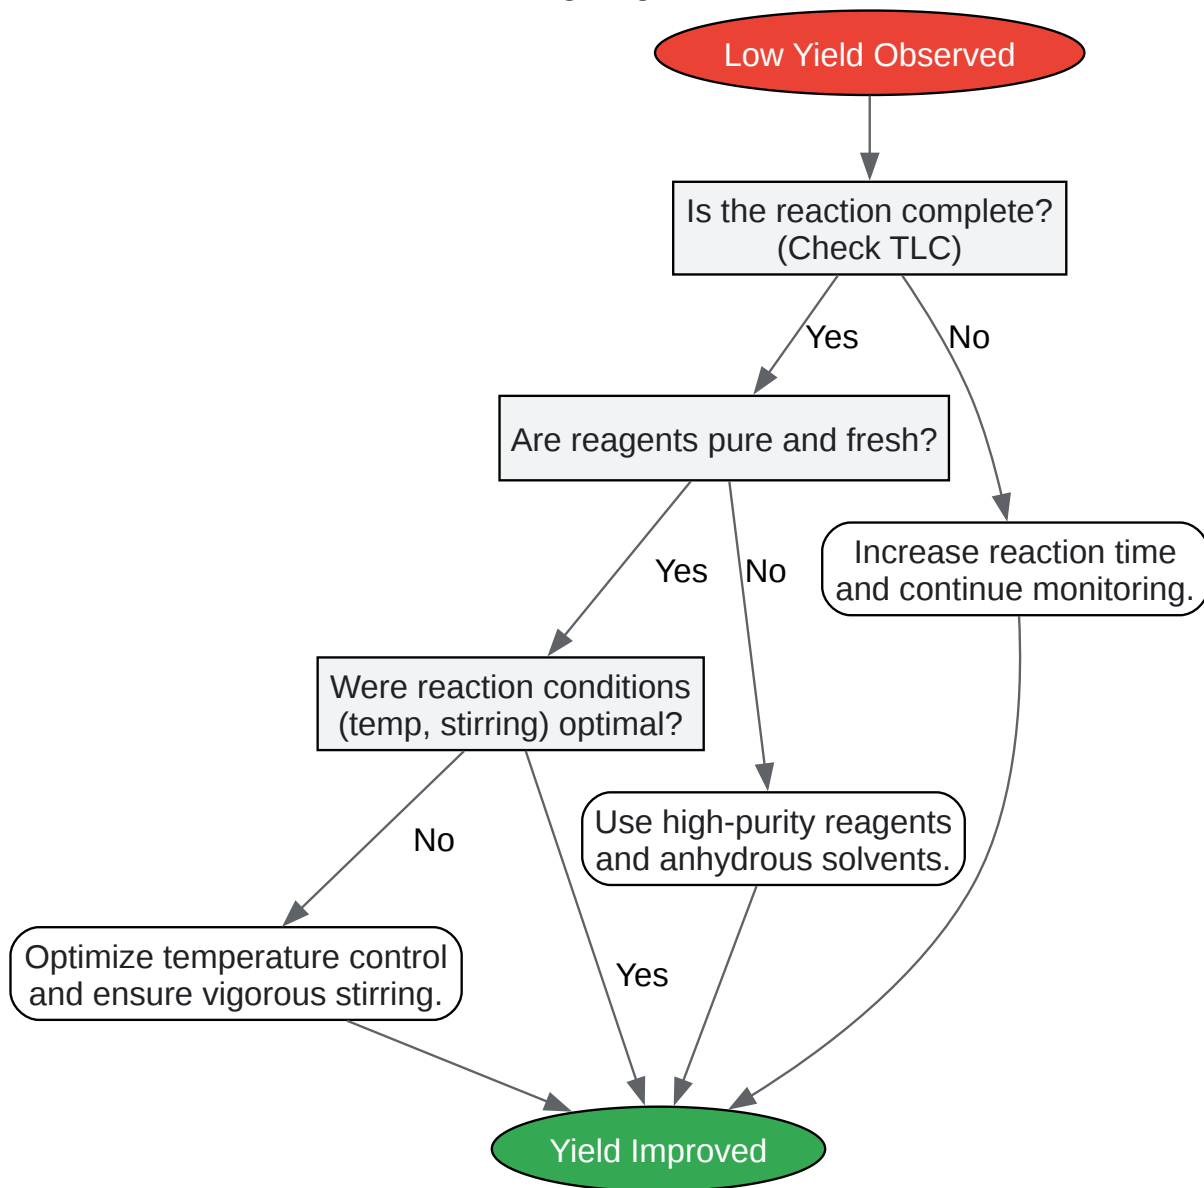 Low Yield Observed
Is the reaction complete?
(Check TLC)
Yes
No
Are reagents pure and fresh?
Increase reaction time
and continue monitoring.
Yes
No
Were reaction conditions
(temp, stirring) optimal?
Use high-purity reagents
and anhydrous solvents.
No
Optimize temperature control
and ensure vigorous stirring.
Yes
Yield Improved